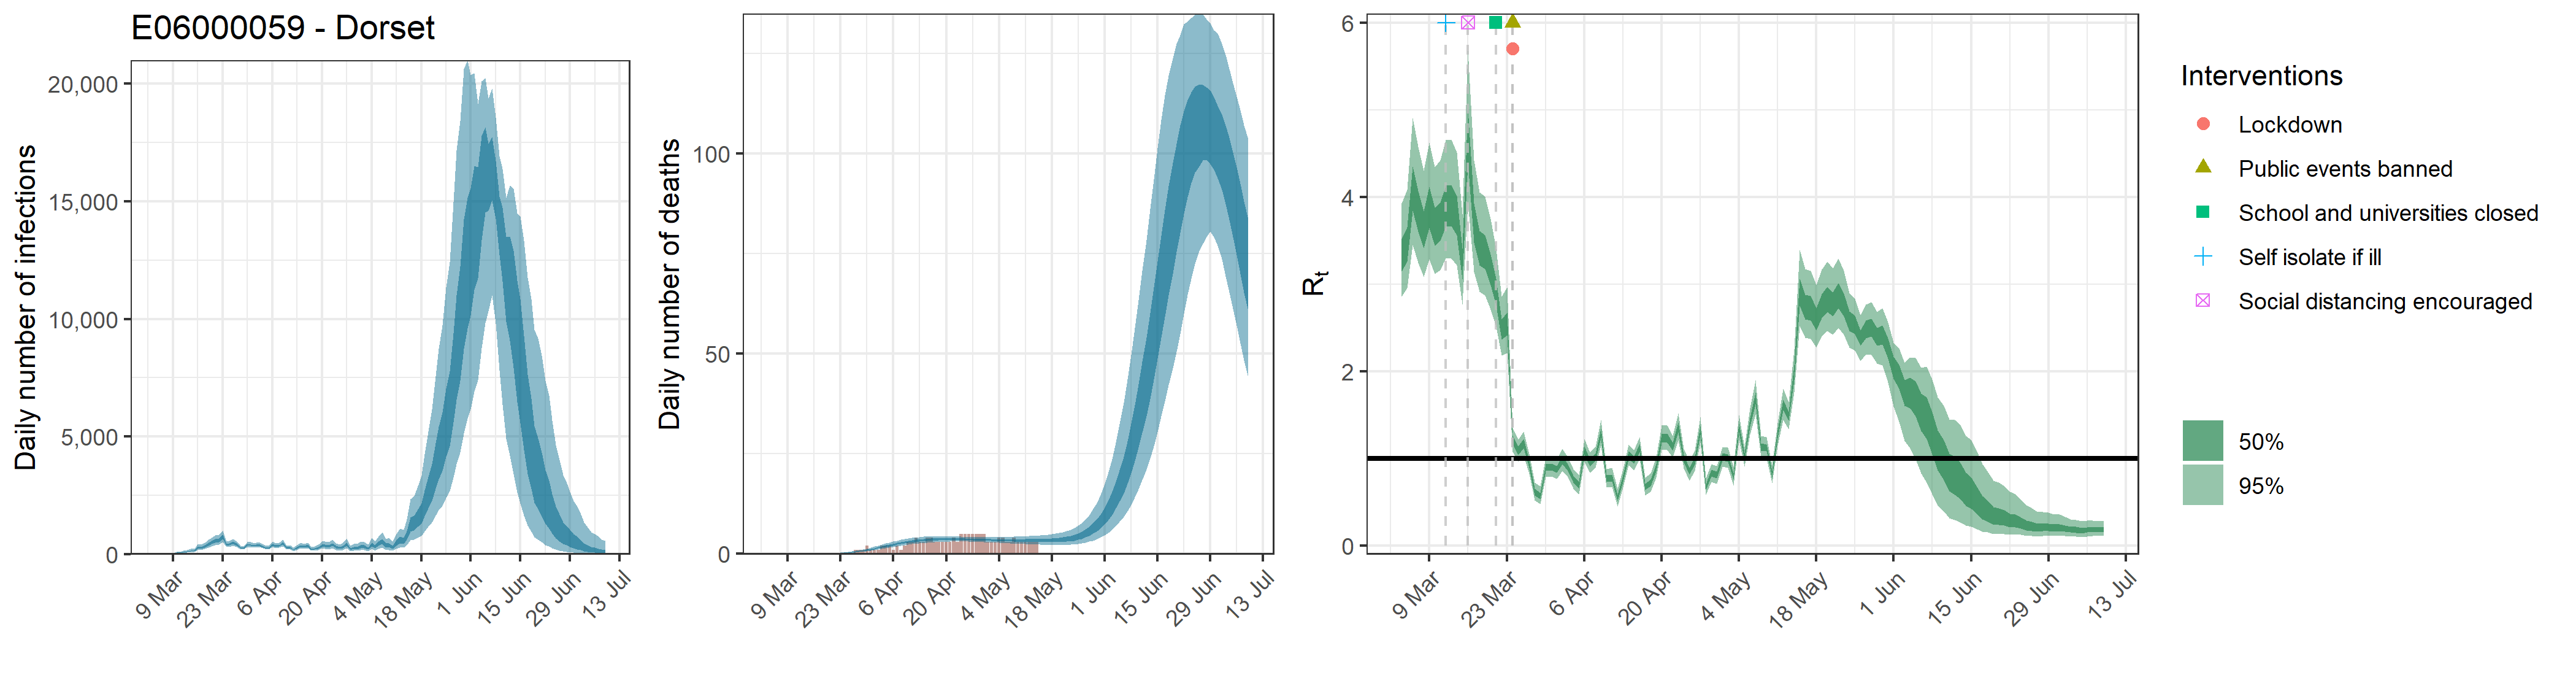 E06000059 - Dorset
Daily number of infections
20,000
15,000
10,000
5,000
0
9 Mar
23 Mar
6 Apr
20 Apr
4 May
18 May
1 Jun
15 Jun
29 Jun
13 Jul
Daily number of deaths
100
50
0
9 Mar
23 Mar
6 Apr
20 Apr
4 May
18 May
1 Jun
15 Jun
29 Jun
13 Jul
Rt
6
4
2
0
9 Mar
23 Mar
6 Apr
20 Apr
4 May
18 May
1 Jun
15 Jun
29 Jun
13 Jul
Interventions
Lockdown
Public events banned
School and universities closed
Self isolate if ill
Social distancing encouraged
50%
95%